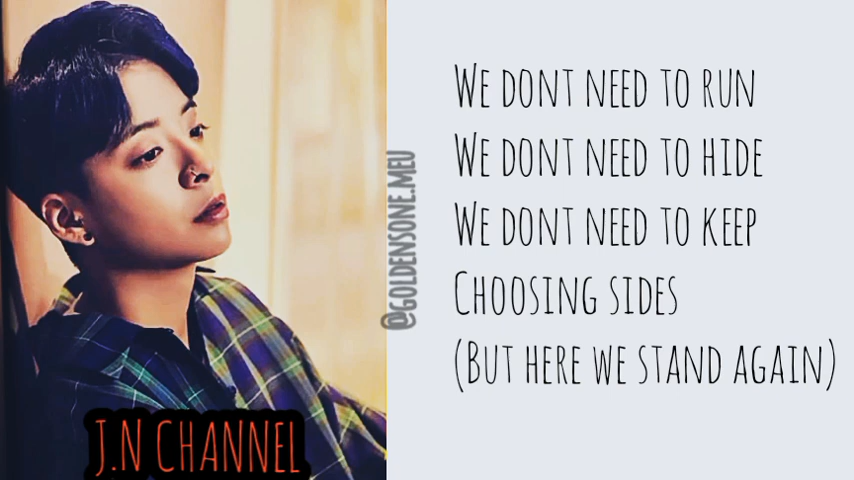 We dont need to run
We dont need to hide
We dont need to keep
Choosing sides
(But here we stand again)
@GOLDENSONE.MEU
J.N CHANNEL